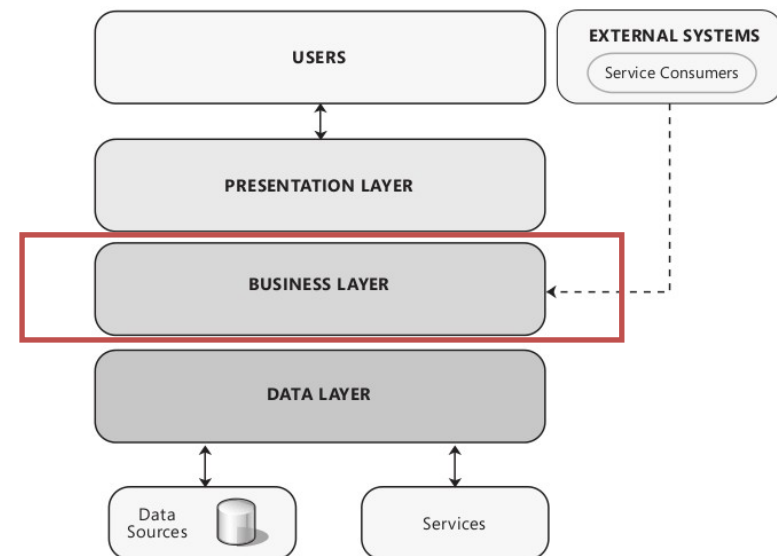 USERS
EXTERNAL SYSTEMS
Service Consumers
PRESENTATION LAYER
BUSINESS LAYER
DATA LAYER
Data
Sources
Services